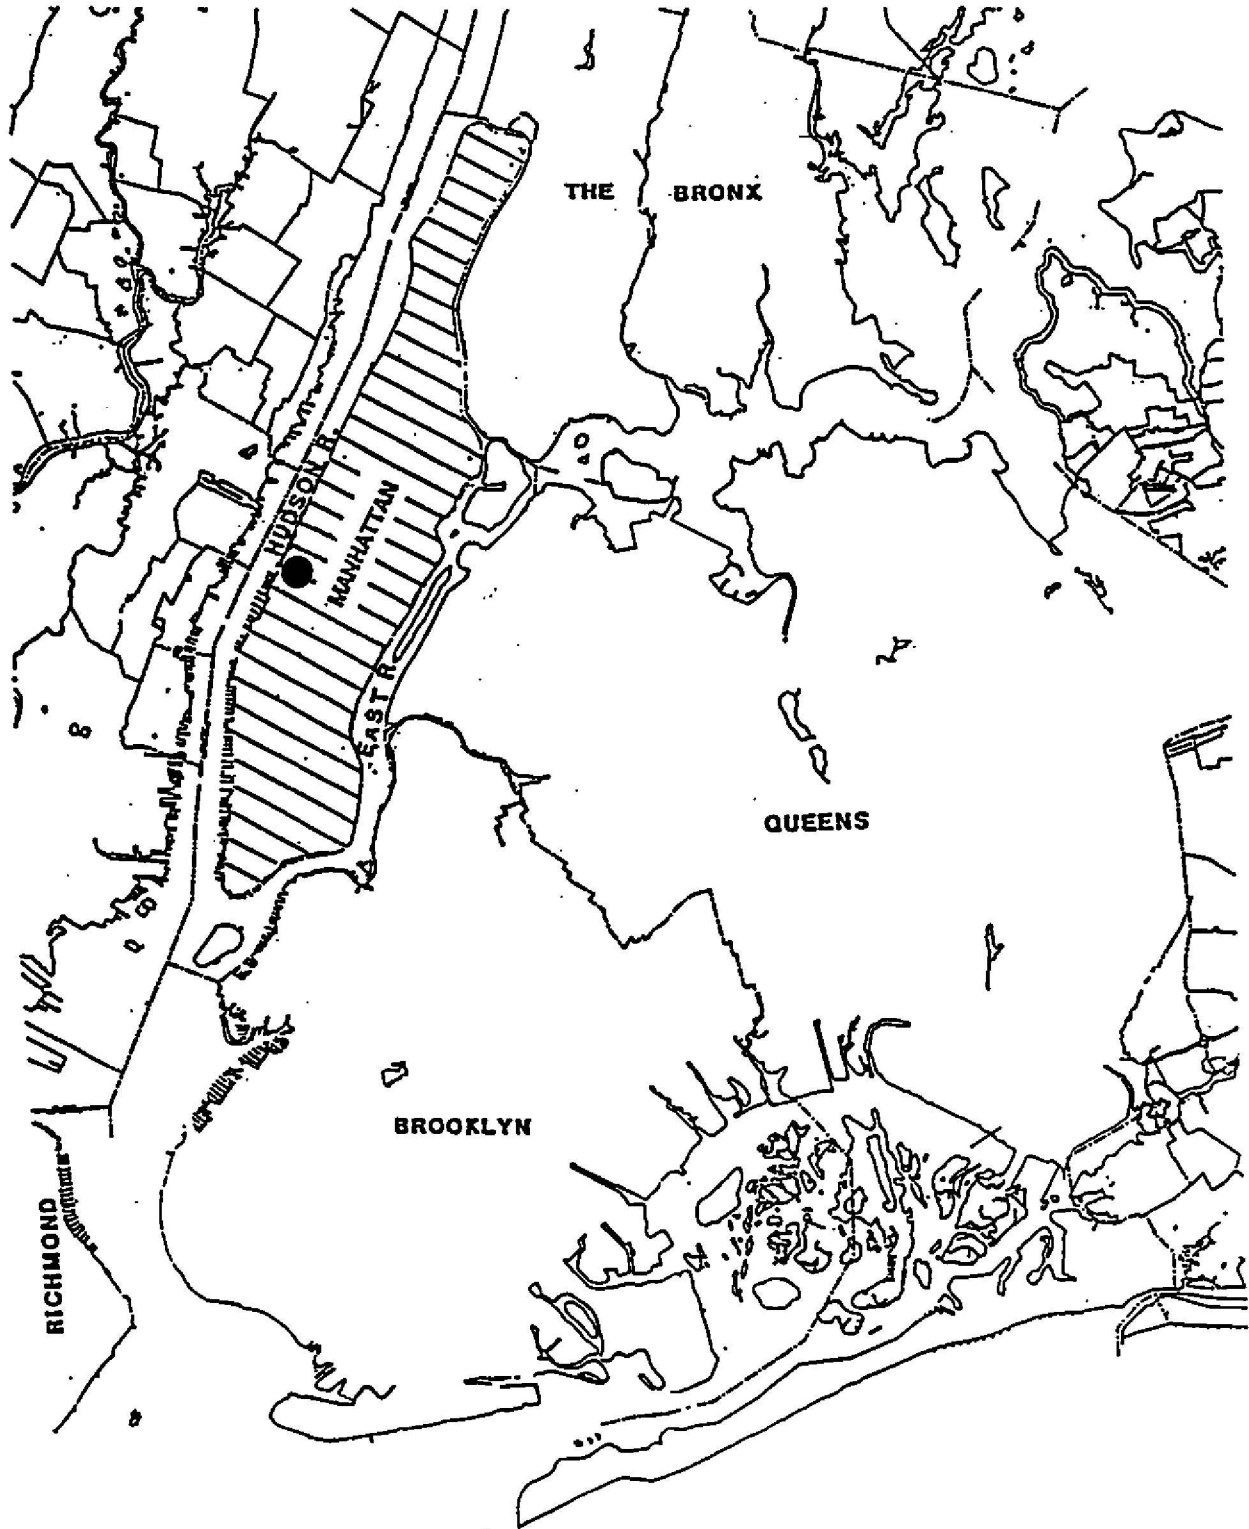 THE BRONX
HUDSON R.
MANHATTAN
EAST R.
QUEENS
BROOKLYN
RICHMOND